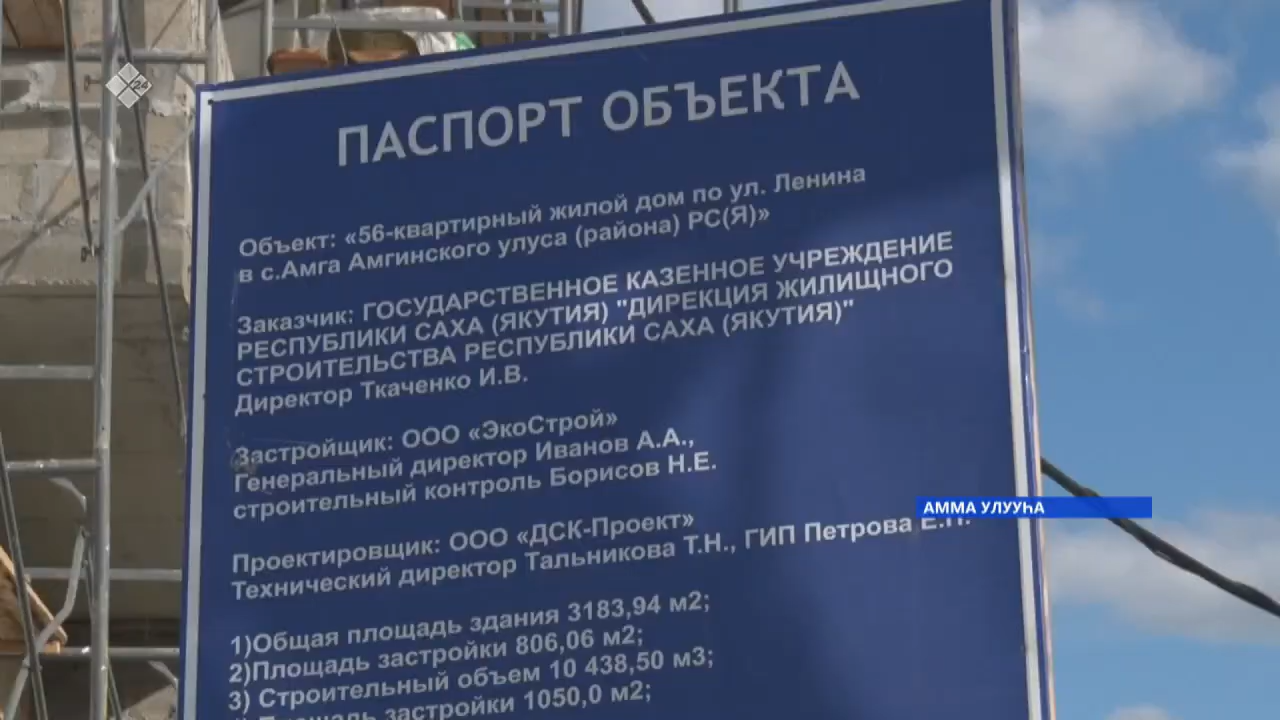 24
ПАСПОРТ ОБЪЕКТА
Объект: «56-квартирный жилой дом по ул. Ленина
в с.Амга Амгинского улуса (района) РС(Я)»
Заказчик: ГОСУДАРСТВЕННОЕ КАЗЕННОЕ УЧРЕЖДЕНИЕ
РЕСПУБЛИКИ САХА (ЯКУТИЯ) "ДИРЕКЦИЯ ЖИЛИЩНОГО
СТРОИТЕЛЬСТВА РЕСПУБЛИКИ САХА (ЯКУТИЯ)"
Директор Ткаченко И.В.
Застройщик: ООО «ЭкоСтрой»
Генеральный директор Иванов А.А.,
строительный контроль Борисов Н.Е.
АММА УЛУУҺА
Проектировщик: ООО «ДСК-Проект»
Технический директор Тальникова Т.Н., ГИП Петрова Е.П.
1)Общая площадь здания 3183,94 м2;
2)Площадь застройки 806,06 м2;
3) Строительный объем 10 438,50 м3;
Площадь застройки 1050,0 м2;